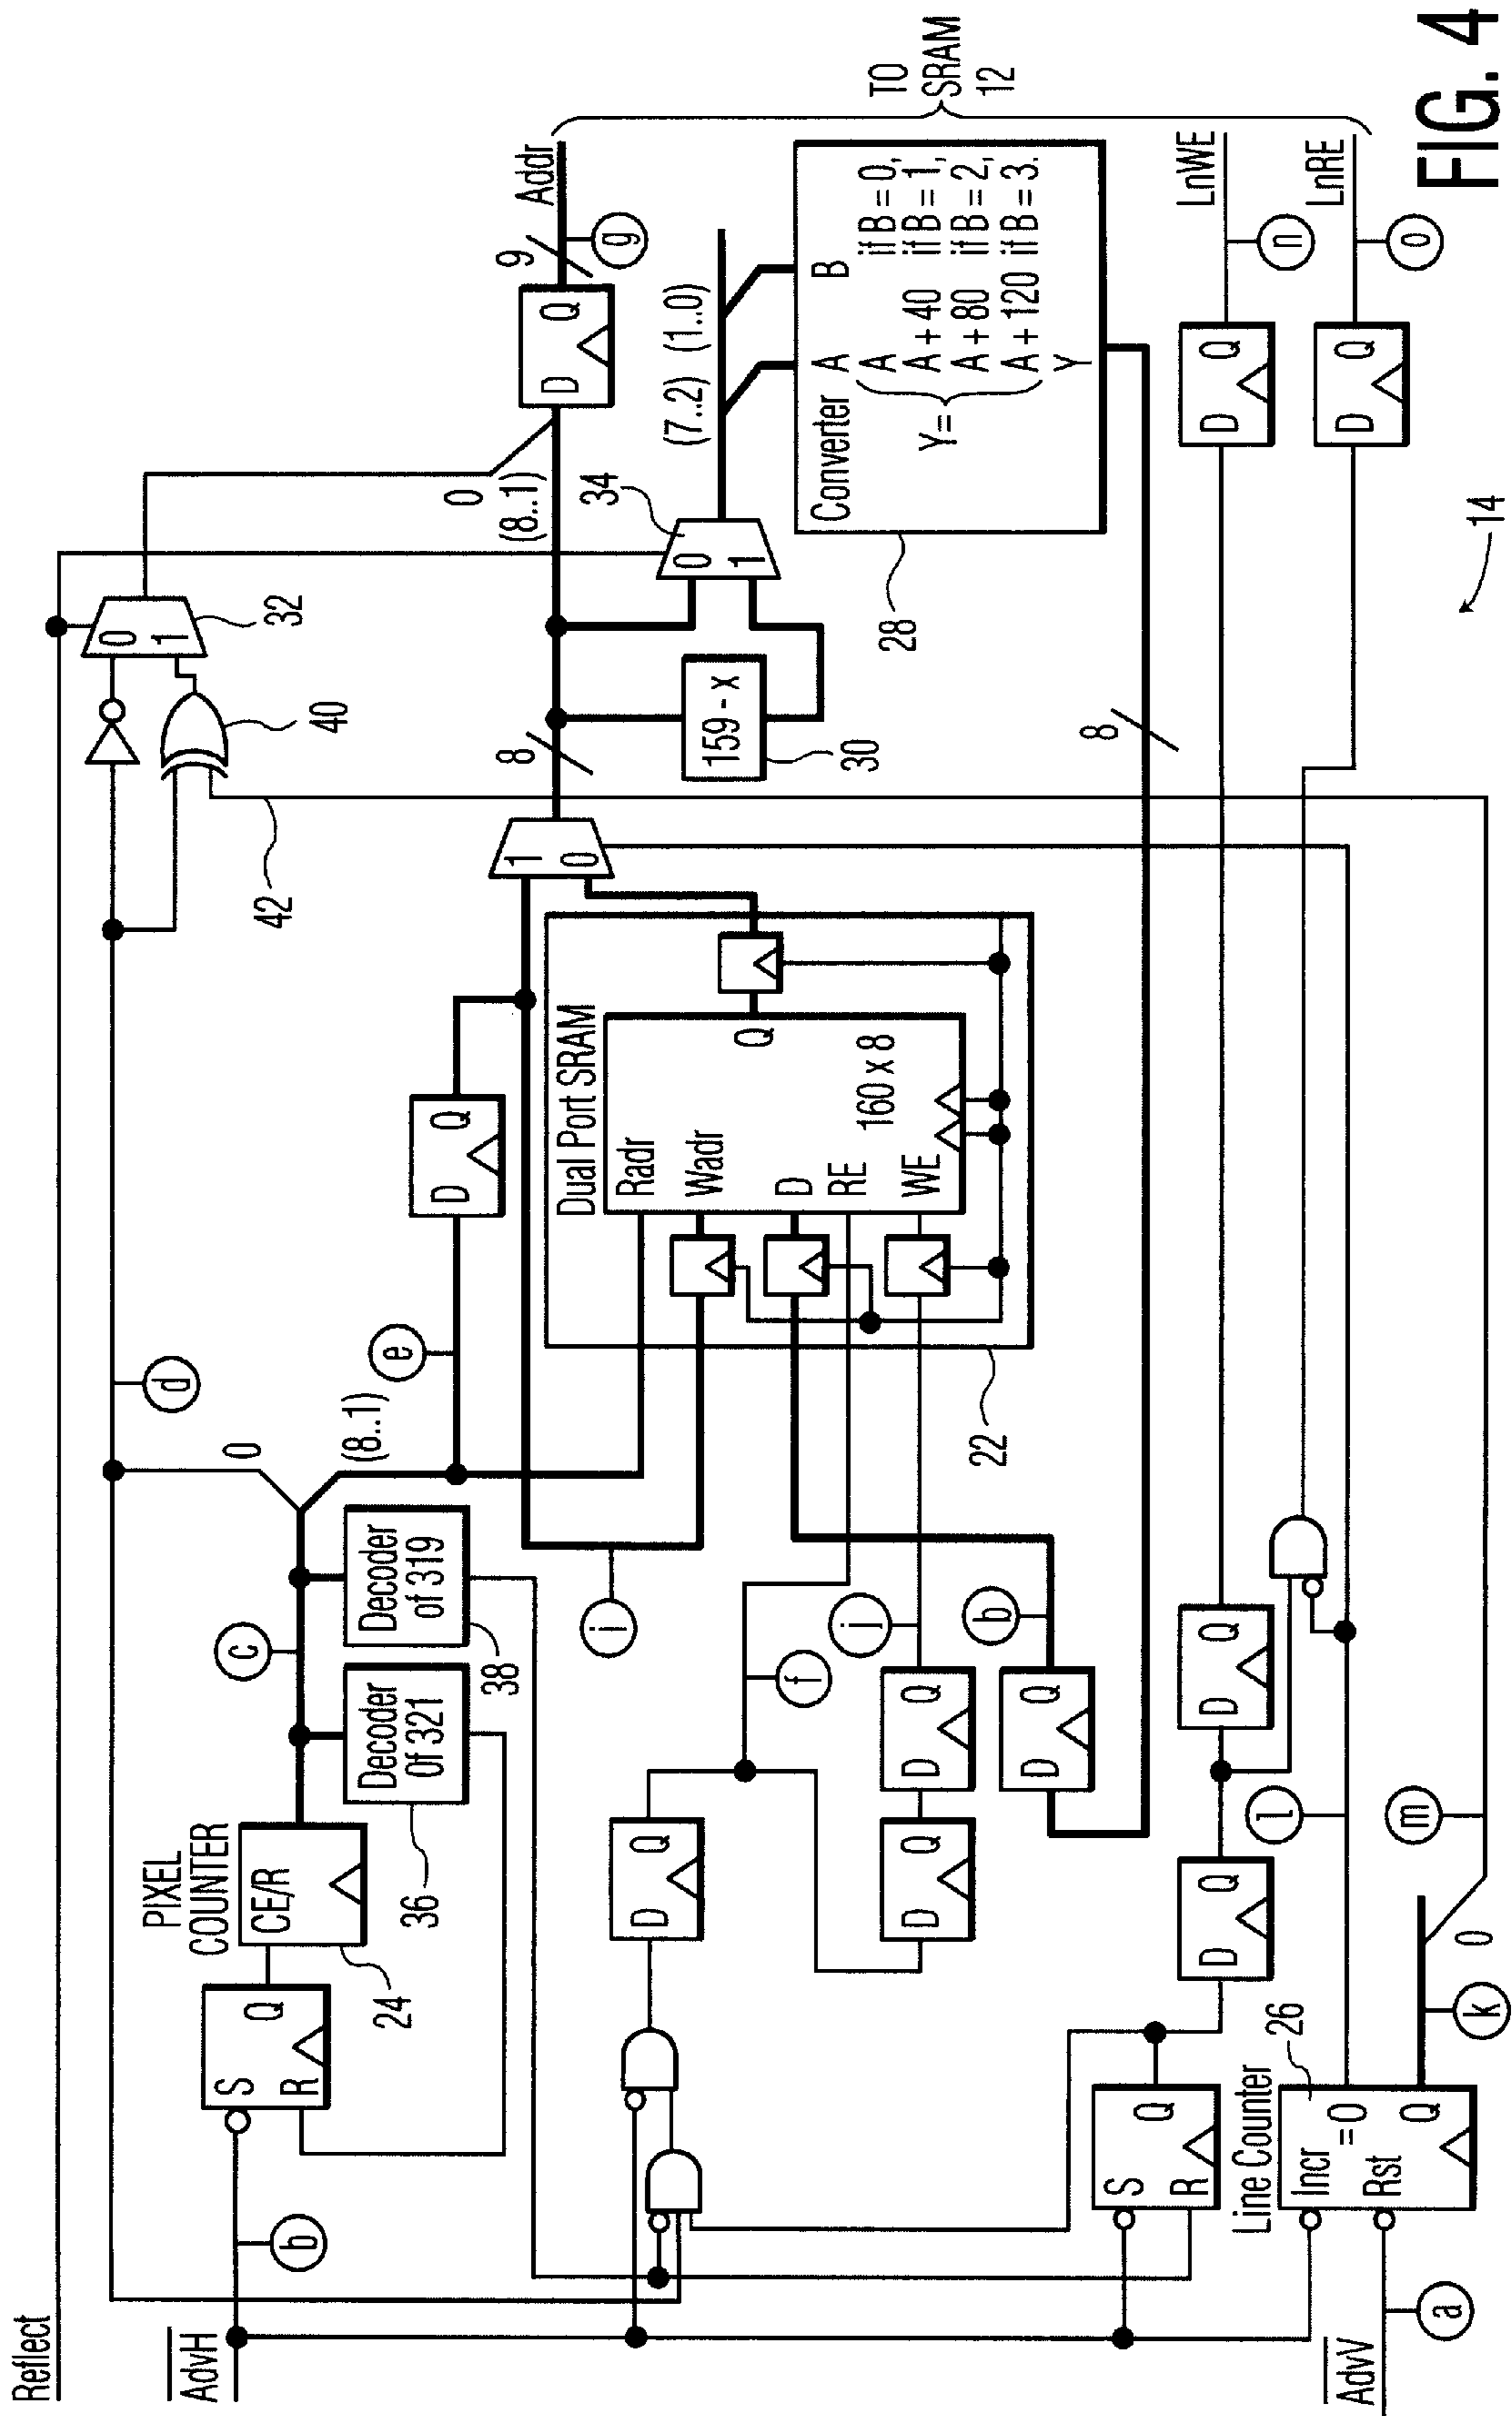 Reflect
AdvH
b
S
Q
R
PIXEL
COUNTER
CE/R
24
Decoder
Of 321
36
Decoder
of 319
38
c
0
(8..1)
d
e
D
Q
i
42
40
0
1
32
0
(8..1)
1
0
8
159 - x
30
0
1
34
D
Q
9
Addr
g
(7..2)
(1..0)
TO
SRAM
12
Dual Port SRAM
Radr
Wadr
D
RE
WE
Q
160 x 8
22
D
Q
f
D
Q
D
Q
j
D
Q
b
8
Converter
A
B
Y=
A if B = 0,
A + 40 if B = 1,
A + 80 if B = 2,
A + 120 if B = 3.
Y
28
S
Q
R
D
Q
D
Q
D
Q
LnWE
n
D
Q
LnRE
o
Line Counter
26
Incr
=0
Rst
Q
l
m
k
0
AdvV
a
14
FIG. 4